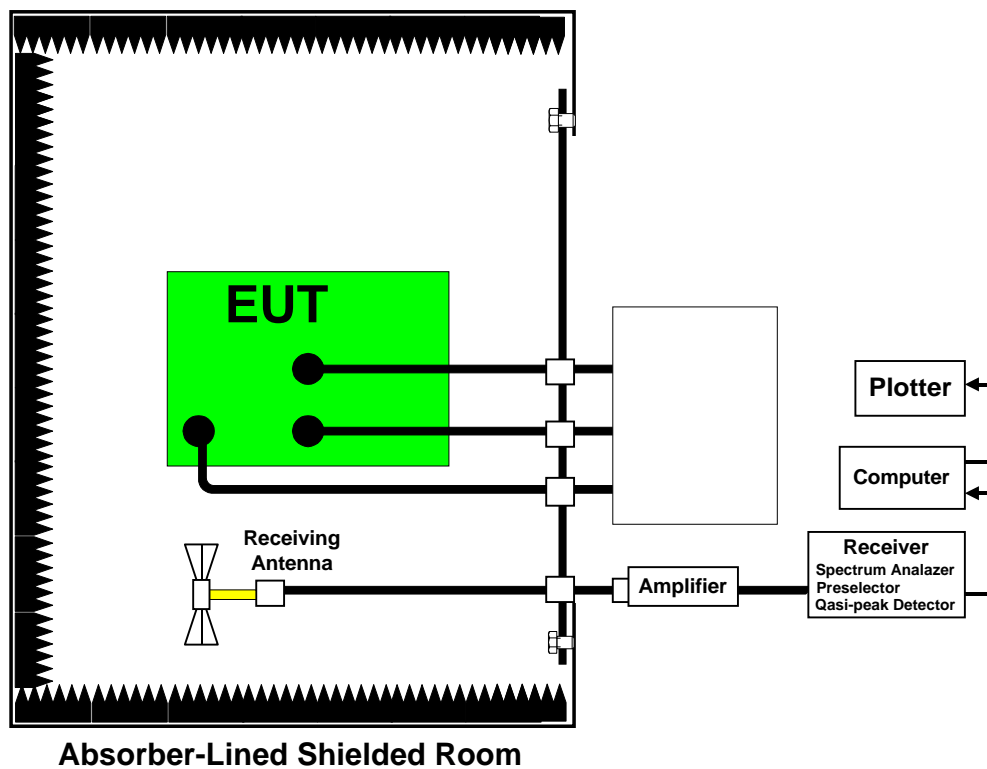 EUT
Plotter
Computer
Receiving
Antenna
Amplifier
Receiver
Spectrum Analazer
Preselector
Qasi-peak Detector
Absorber-Lined Shielded Room